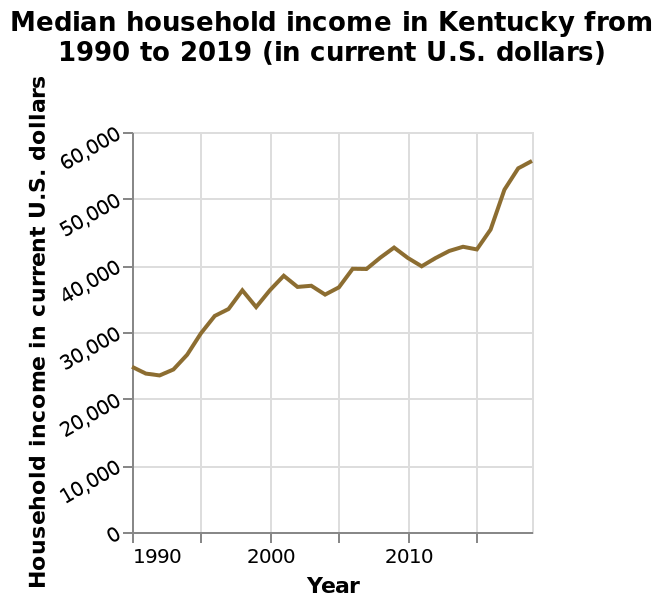 Median household income in Kentucky from
1990 to 2019 (in current U.S. dollars)
Household income in current U.S. dollars
60,000
50,000
40,000
30,000
20,000
10,000
0
1990 2000 2010
Year